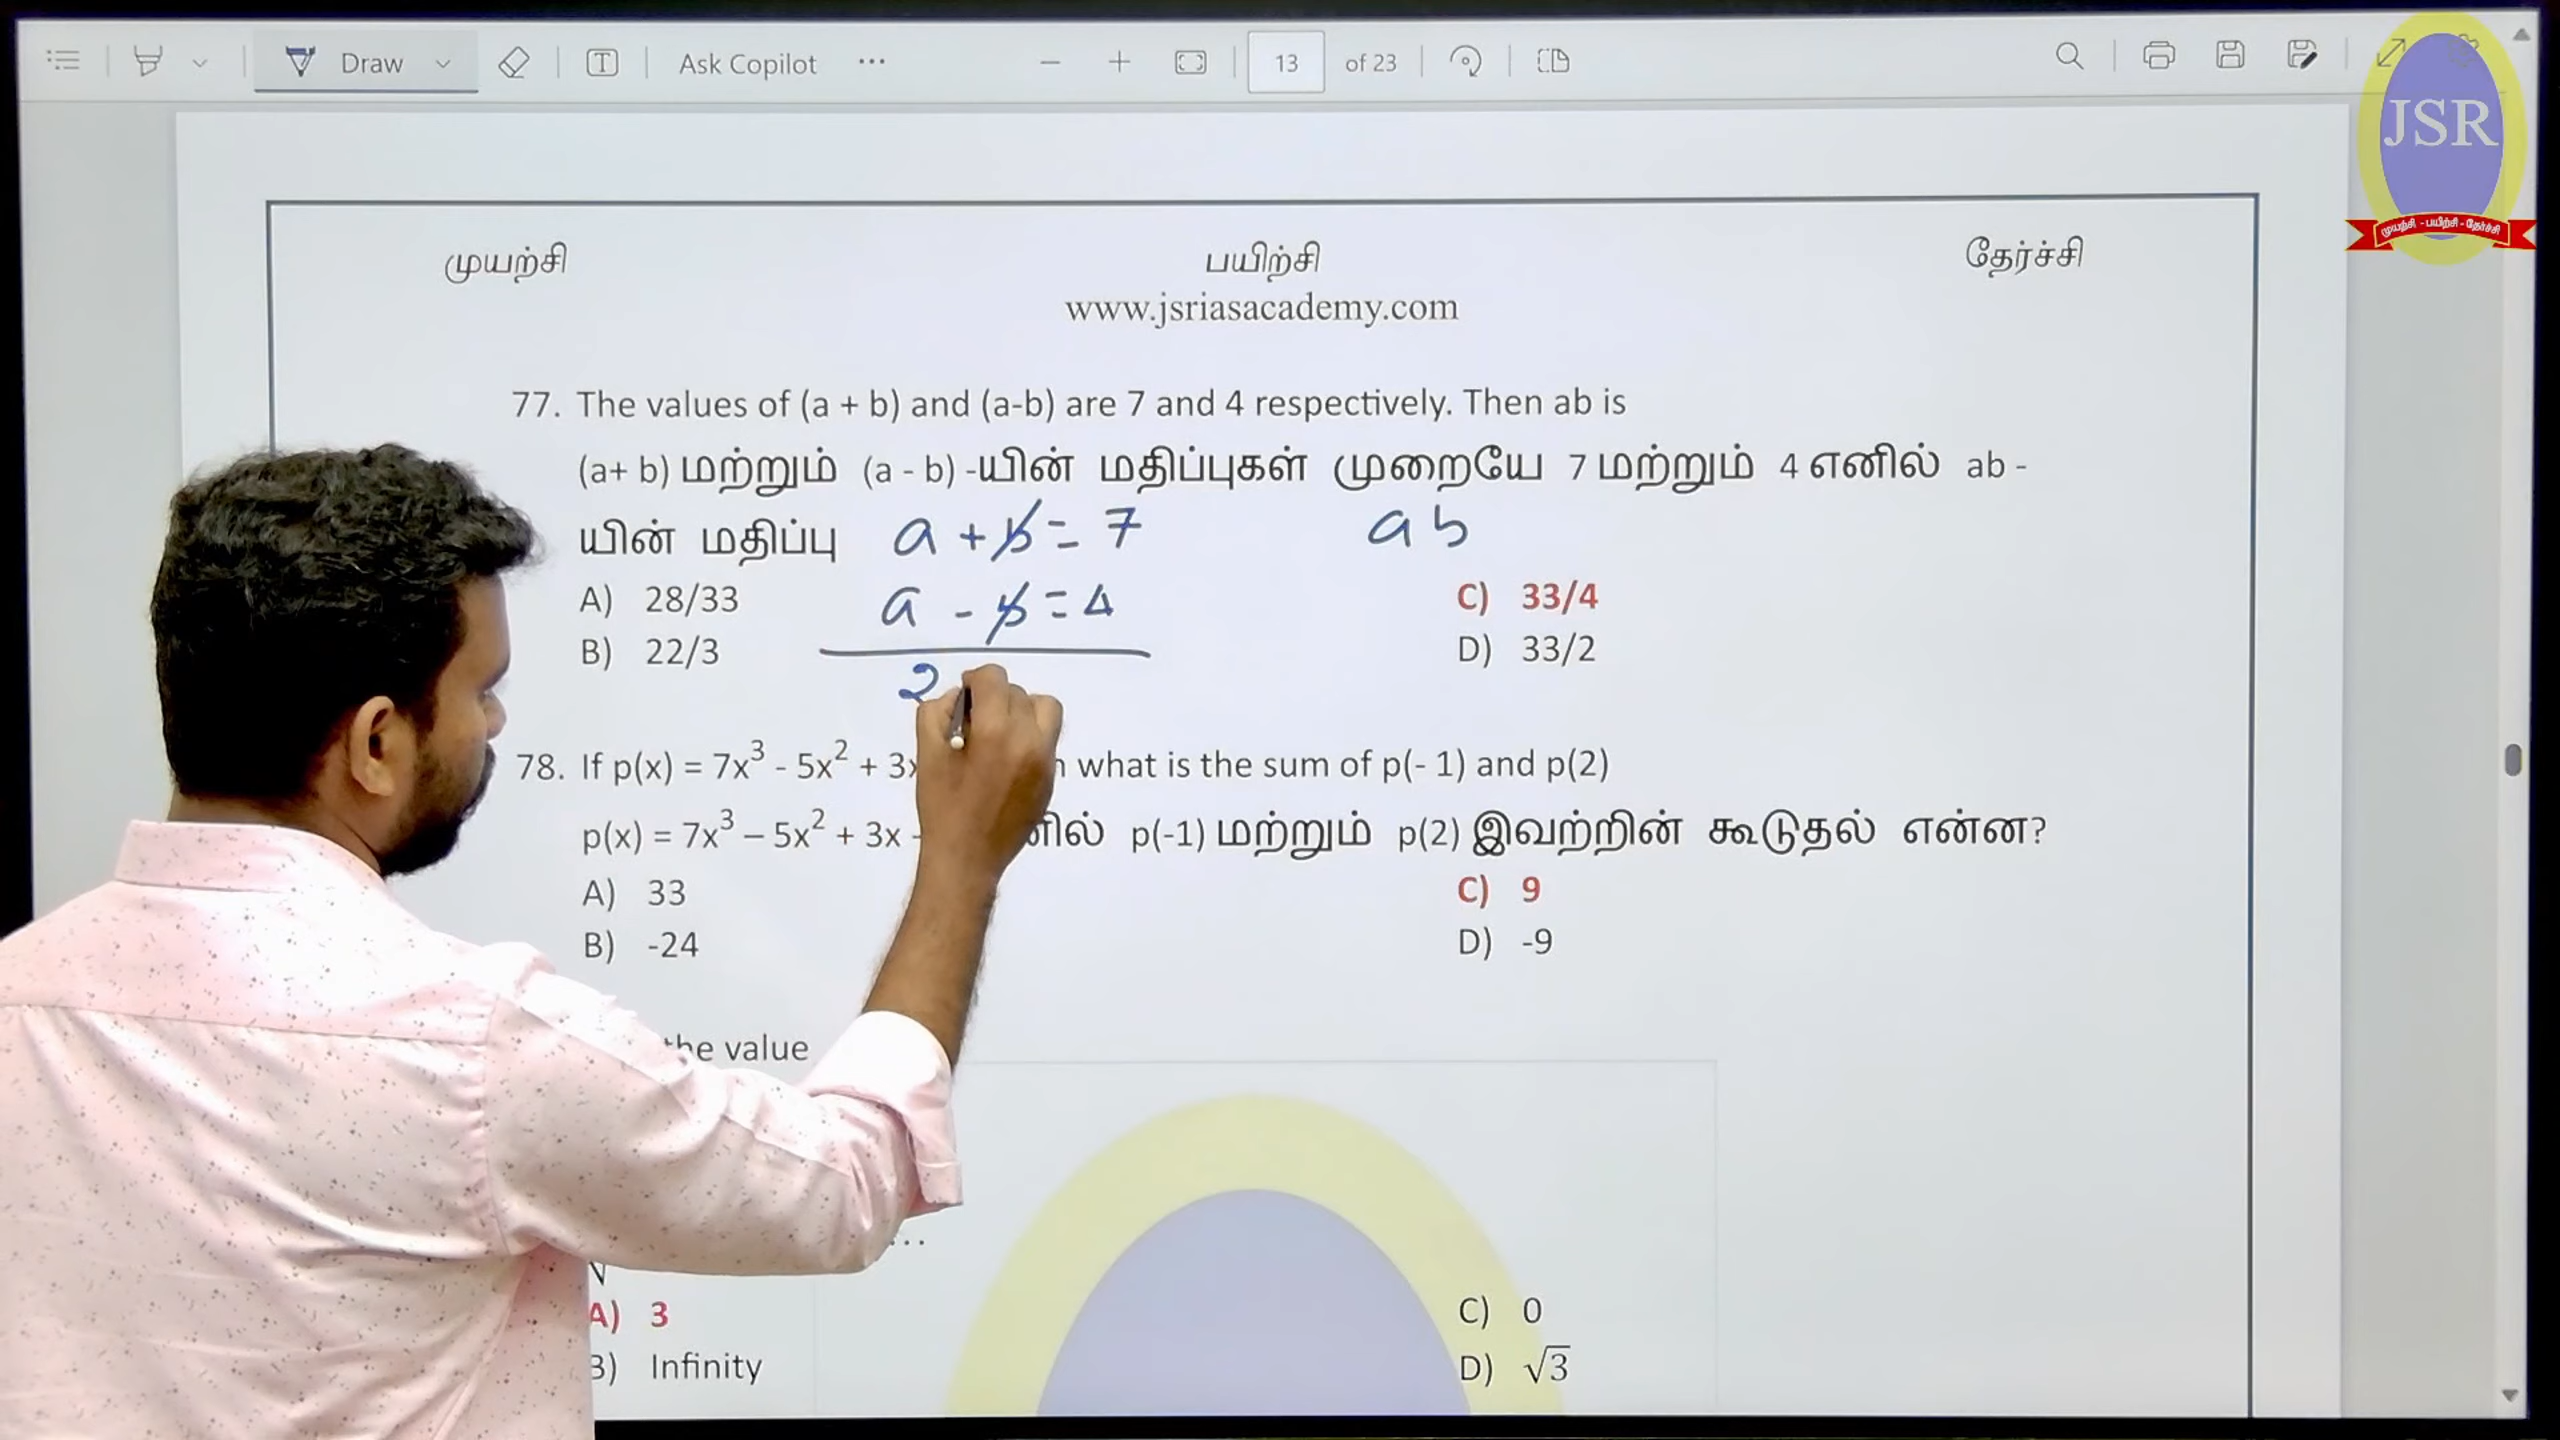 Draw
Ask Copilot ...
13 of 23
JSR
முயற்சி - பயிற்சி - தேர்ச்சி
முயற்சி பயிற்சி தேர்ச்சி
www.jsriasacademy.com
77. The values of (a + b) and (a-b) are 7 and 4 respectively. Then ab is
(a+ b) மற்றும் (a - b) -யின் மதிப்புகள் முறையே 7 மற்றும் 4 எனில் ab -
யின் மதிப்பு a + b = 7 ab
A) 28/33 a - b = 4 C) 33/4
B) 22/3 D) 33/2
2
78. If p(x) = 7x³ - 5x² + 3x what is the sum of p(- 1) and p(2)
p(x) = 7x³ – 5x² + 3x - p(-1) மற்றும் p(2) இவற்றின் கூடுதல் என்ன?
A) 33 C) 9
B) -24 D) -9
the value
...
A) 3 C) 0
B) Infinity D) √3